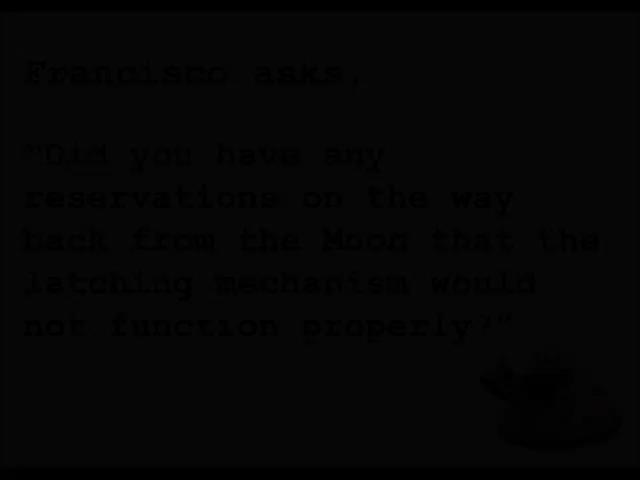 Francisco asks,
"Did you have any
reservations on the way
back from the Moon that the
latching mechanism would
not function properly?"